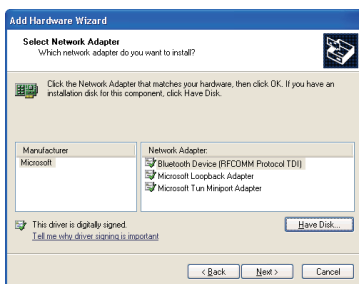 Add Hardware Wizard
Select Network Adapter
Which network adapter do you want to install?
Click the Network Adapter that matches your hardware, then click OK. If you have an
installation disk for this component, click Have Disk.
Manufacturer
Microsoft
Network Adapter:
Bluetooth Device (RFCOMM Protocol TDI)
Microsoft Loopback Adapter
Microsoft Tun Miniport Adapter
This driver is digitally signed.
Tell me why driver signing is important
Have Disk...
< Back
Next >
Cancel